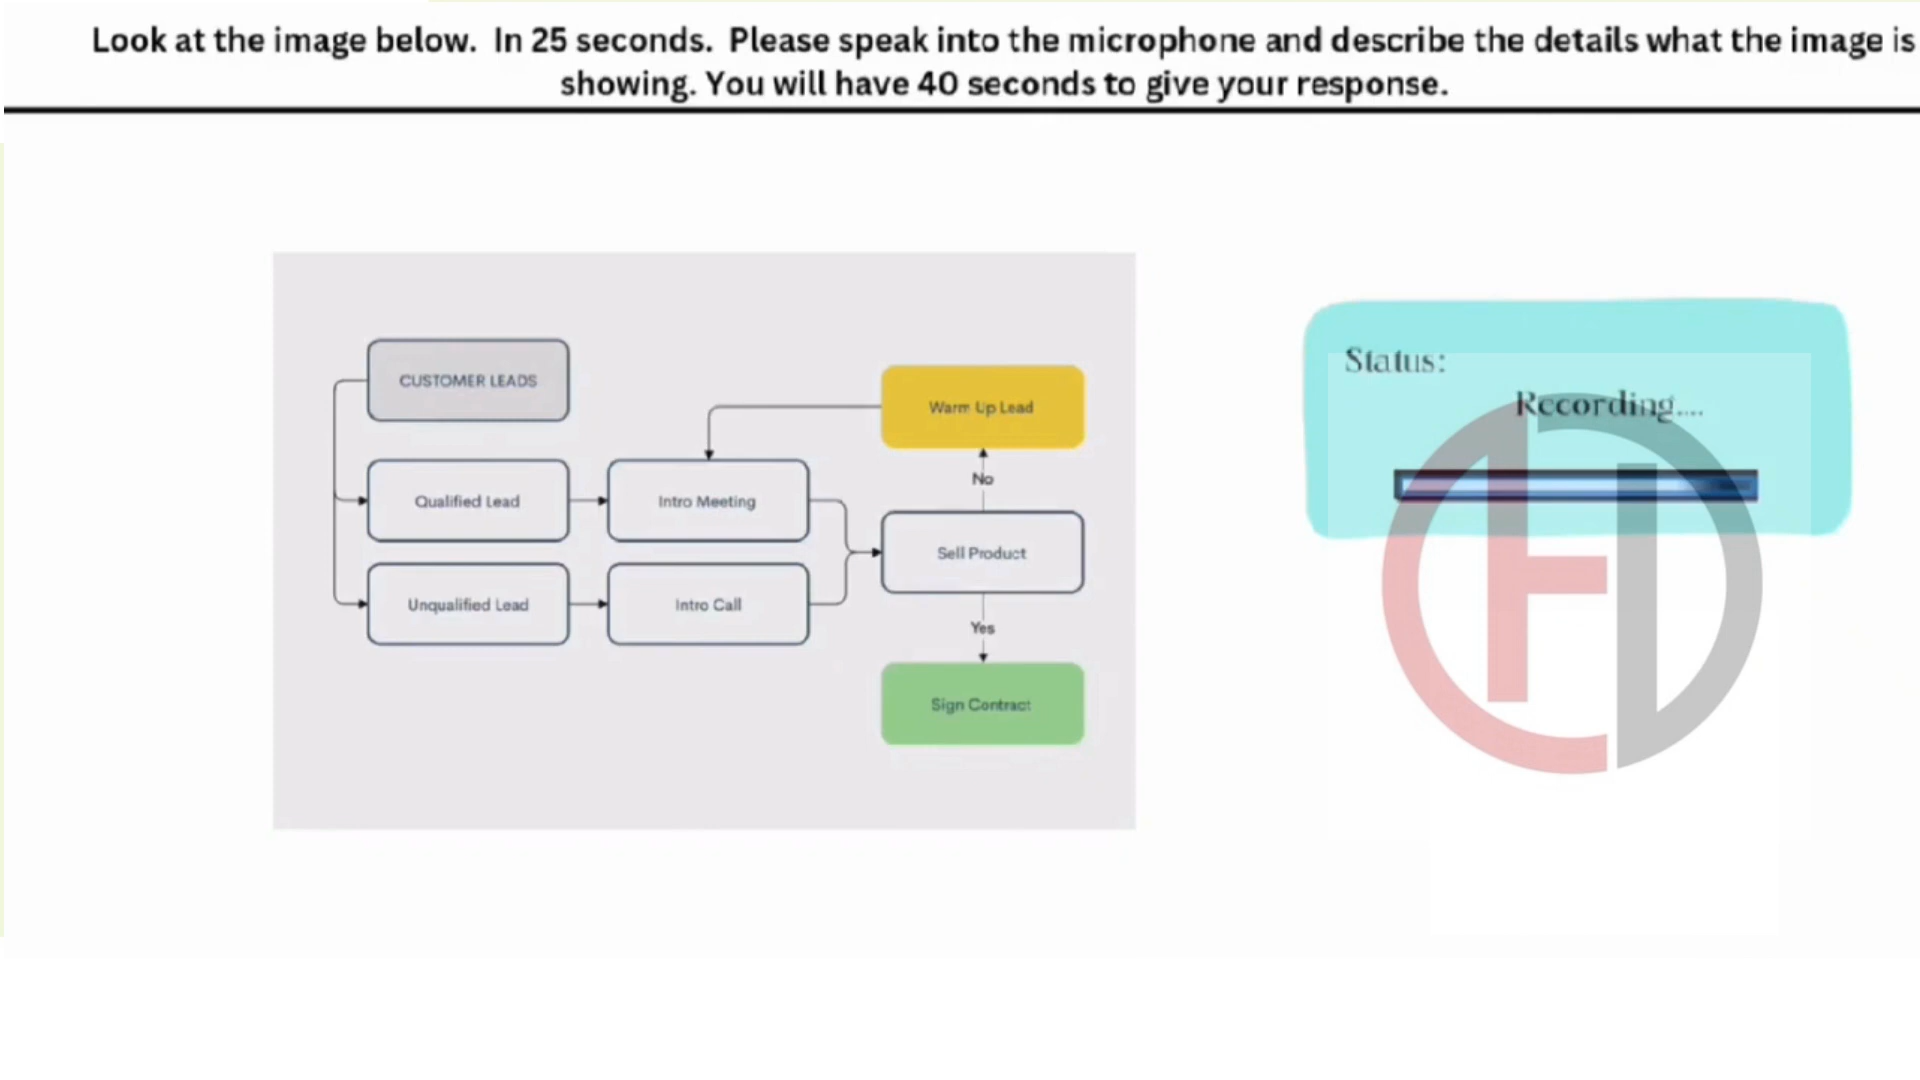 Look at the image below. In 25 seconds. Please speak into the microphone and describe the details what the image is
showing. You will have 40 seconds to give your response.
CUSTOMER LEADS
Warm Up Lead
No
Qualified Lead
Intro Meeting
Sell Product
Unqualified Lead
Intro Call
Yes
Sign Contract
Status:
Recording....